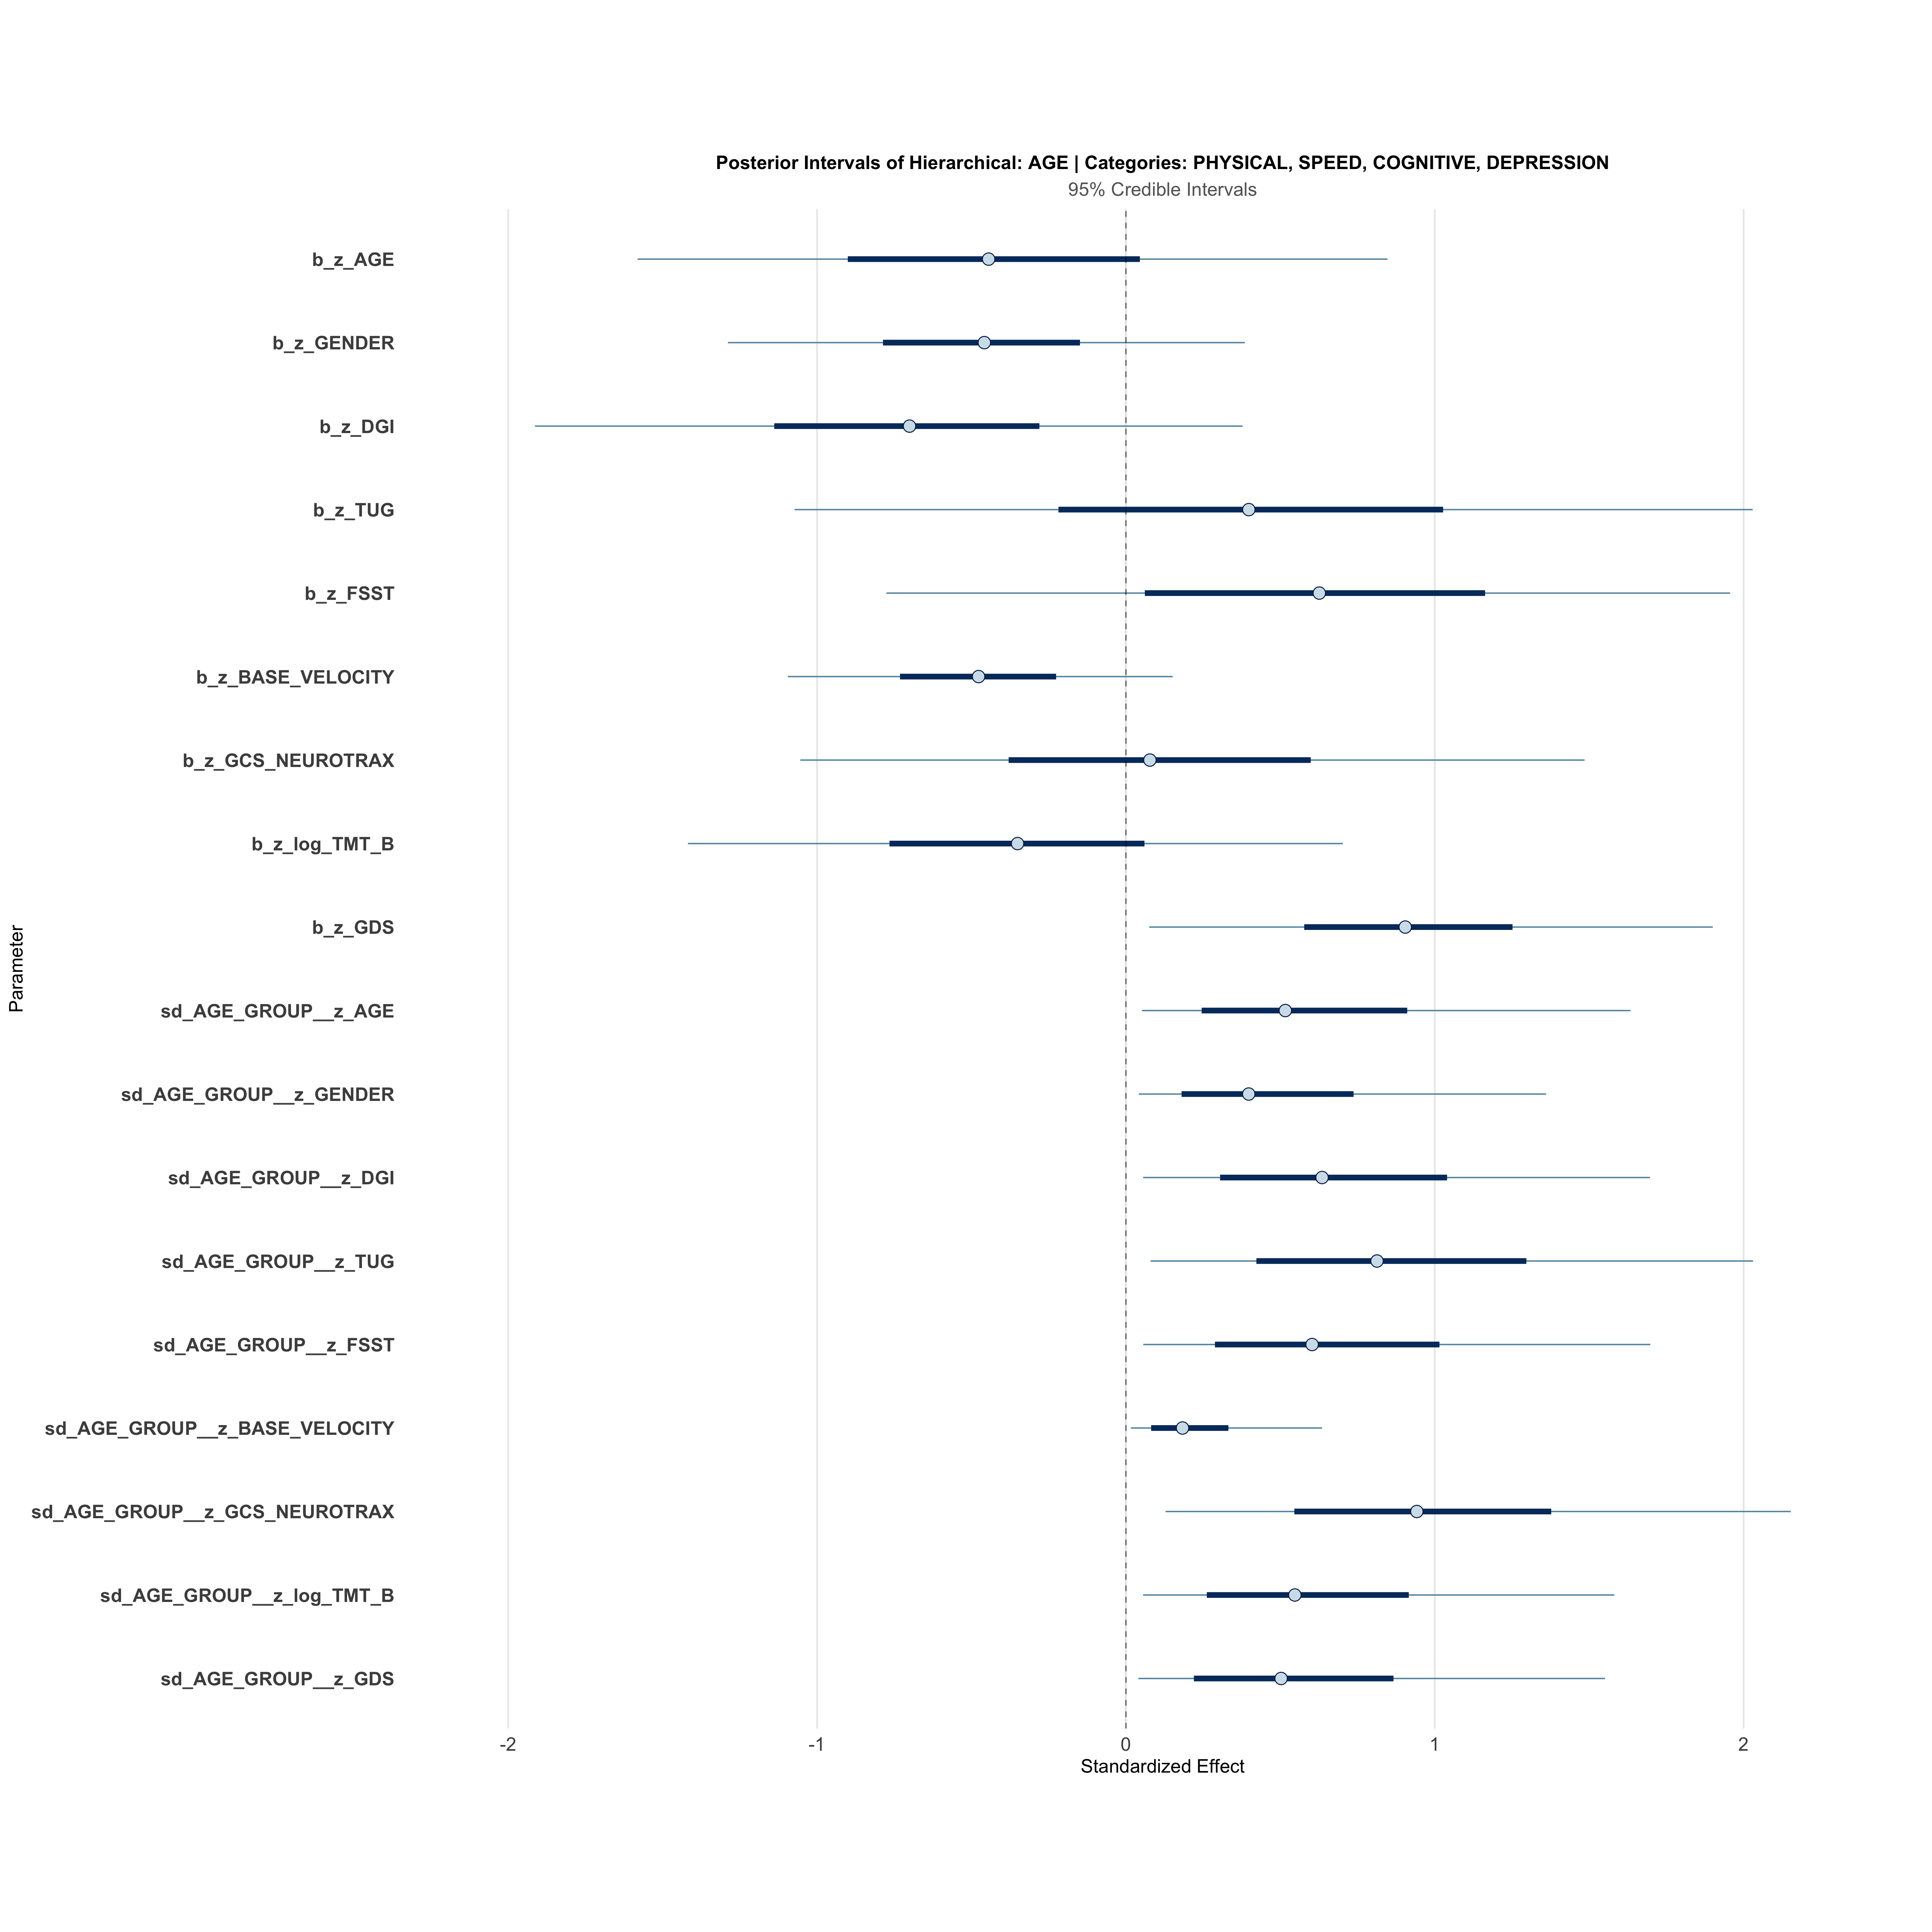 Posterior Intervals of Hierarchical: AGE | Categories: PHYSICAL, SPEED, COGNITIVE, DEPRESSION
95% Credible Intervals
b_z_AGE
b_z_GENDER
b_z_DGI
b_z_TUG
b_z_FSST
b_z_BASE_VELOCITY
b_z_GCS_NEUROTRAX
b_z_log_TMT_B
b_z_GDS
sd_AGE_GROUP__z_AGE
sd_AGE_GROUP__z_GENDER
sd_AGE_GROUP__z_DGI
sd_AGE_GROUP__z_TUG
sd_AGE_GROUP__z_FSST
sd_AGE_GROUP__z_BASE_VELOCITY
sd_AGE_GROUP__z_GCS_NEUROTRAX
sd_AGE_GROUP__z_log_TMT_B
sd_AGE_GROUP__z_GDS
Parameter
-2 -1 0 1 2
Standardized Effect